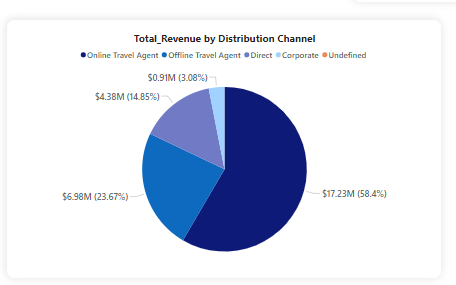 Total_Revenue by Distribution Channel
Online Travel Agent Offline Travel Agent Direct Corporate Undefined
$0.91M (3.08%)
$4.38M (14.85%)
$6.98M (23.67%)
$17.23M (58.4%)